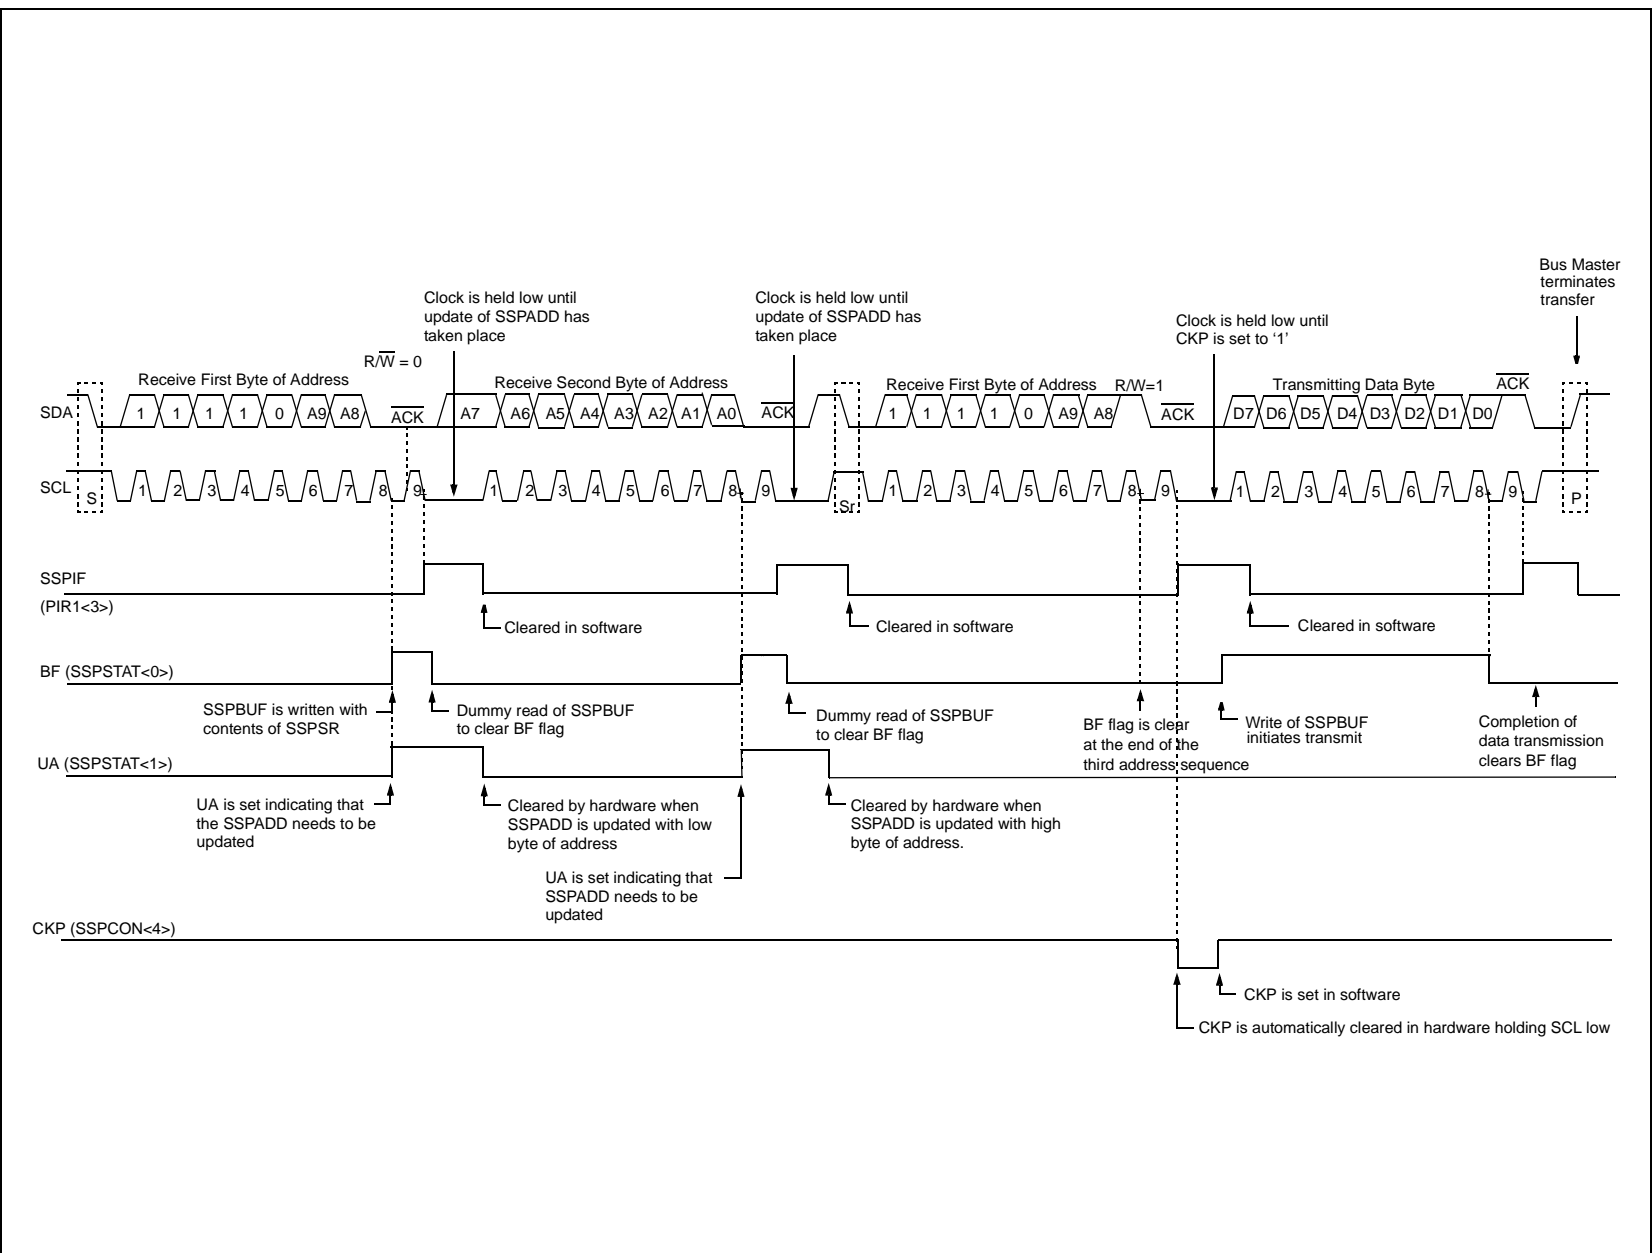 Bus Master
terminates
transfer
Clock is held low until
update of SSPADD has
taken place
Clock is held low until
update of SSPADD has
taken place
Clock is held low until
CKP is set to ‘1’
R/W = 0
Receive First Byte of Address
Receive Second Byte of Address
Receive First Byte of Address
R/W=1
Transmitting Data Byte
ACK
SDA
1 1 1 1 0 A9 A8
ACK
A7 A6 A5 A4 A3 A2 A1 A0
ACK
1 1 1 1 0 A9 A8
ACK
D7 D6 D5 D4 D3 D2 D1 D0
SCL
S
1 2 3 4 5 6 7 8 9
1 2 3 4 5 6 7 8 9
Sr
1 2 3 4 5 6 7 8 9
1 2 3 4 5 6 7 8 9
P
SSPIF
(PIR1<3>)
Cleared in software
Cleared in software
Cleared in software
BF (SSPSTAT<0>)
SSPBUF is written with
contents of SSPSR
Dummy read of SSPBUF
to clear BF flag
Dummy read of SSPBUF
to clear BF flag
BF flag is clear
at the end of the
third address sequence
Write of SSPBUF
initiates transmit
Completion of
data transmission
clears BF flag
UA (SSPSTAT<1>)
UA is set indicating that
the SSPADD needs to be
updated
Cleared by hardware when
SSPADD is updated with low
byte of address
UA is set indicating that
SSPADD needs to be
updated
Cleared by hardware when
SSPADD is updated with high
byte of address.
CKP (SSPCON<4>)
CKP is set in software
CKP is automatically cleared in hardware holding SCL low